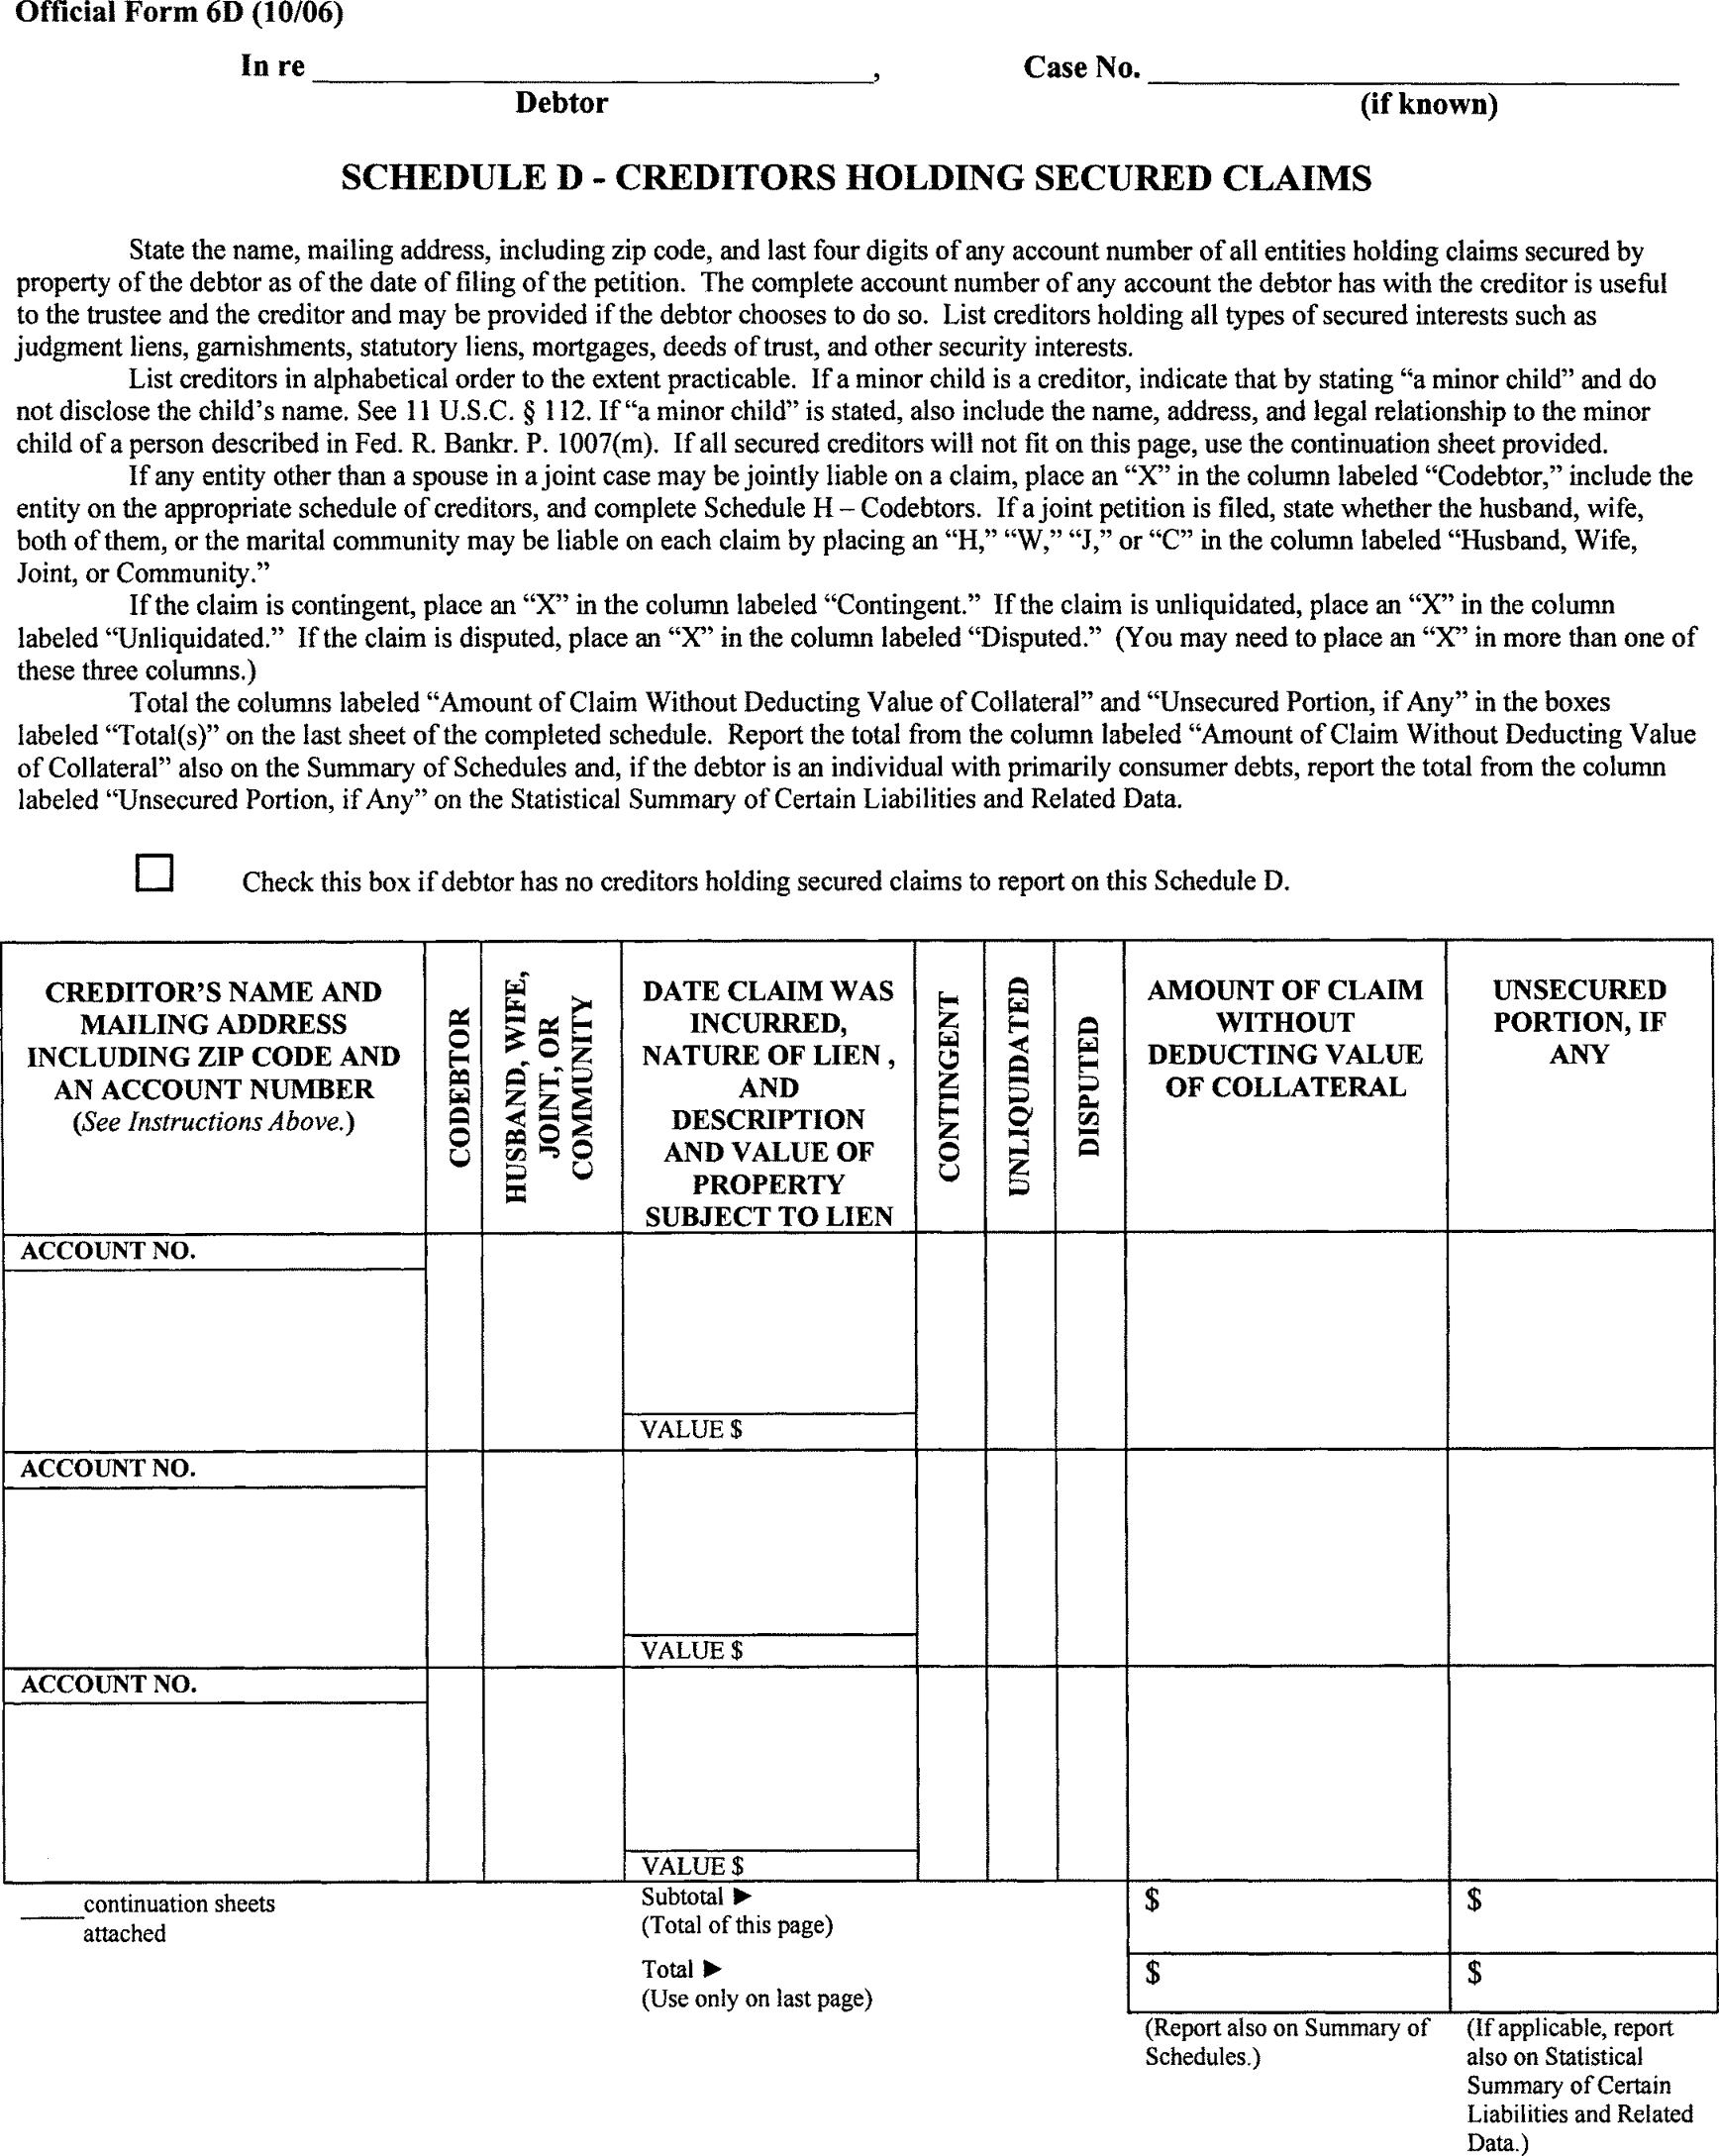 Official Form 6D (10/06)
In re ____________, Case No. ____________
Debtor (if known)
SCHEDULE D - CREDITORS HOLDING SECURED CLAIMS
State the name, mailing address, including zip code, and last four digits of any account number of all entities holding claims secured by
property of the debtor as of the date of filing of the petition. The complete account number of any account the debtor has with the creditor is useful
to the trustee and the creditor and may be provided if the debtor chooses to do so. List creditors holding all types of secured interests such as
judgment liens, garnishments, statutory liens, mortgages, deeds of trust, and other security interests.
List creditors in alphabetical order to the extent practicable. If a minor child is a creditor, indicate that by stating “a minor child” and do
not disclose the child’s name. See 11 U.S.C. § 112. If “a minor child” is stated, also include the name, address, and legal relationship to the minor
child of a person described in Fed. R. Bankr. P. 1007(m). If all secured creditors will not fit on this page, use the continuation sheet provided.
If any entity other than a spouse in a joint case may be jointly liable on a claim, place an “X” in the column labeled “Codebtor,” include the
entity on the appropriate schedule of creditors, and complete Schedule H – Codebtors. If a joint petition is filed, state whether the husband, wife,
both of them, or the marital community may be liable on each claim by placing an “H,” “W,” “J,” or “C” in the column labeled “Husband, Wife,
Joint, or Community.”
If the claim is contingent, place an “X” in the column labeled “Contingent.” If the claim is unliquidated, place an “X” in the column
labeled “Unliquidated.” If the claim is disputed, place an “X” in the column labeled “Disputed.” (You may need to place an “X” in more than one of
these three columns.)
Total the columns labeled “Amount of Claim Without Deducting Value of Collateral” and “Unsecured Portion, if Any” in the boxes
labeled “Total(s)” on the last sheet of the completed schedule. Report the total from the column labeled “Amount of Claim Without Deducting Value
of Collateral” also on the Summary of Schedules and, if the debtor is an individual with primarily consumer debts, report the total from the column
labeled “Unsecured Portion, if Any” on the Statistical Summary of Certain Liabilities and Related Data.
☐ Check this box if debtor has no creditors holding secured claims to report on this Schedule D.
CREDITOR’S NAME AND
MAILING ADDRESS
INCLUDING ZIP CODE AND
AN ACCOUNT NUMBER
(See Instructions Above.)
CODEBTOR
HUSBAND, WIFE,
JOINT, OR
COMMUNITY
DATE CLAIM WAS
INCURRED,
NATURE OF LIEN ,
AND
DESCRIPTION
AND VALUE OF
PROPERTY
SUBJECT TO LIEN
CONTINGENT
UNLIQUIDATED
DISPUTED
AMOUNT OF CLAIM
WITHOUT
DEDUCTING VALUE
OF COLLATERAL
UNSECURED
PORTION, IF
ANY
ACCOUNT NO.
VALUE $
ACCOUNT NO.
VALUE $
ACCOUNT NO.
VALUE $
____continuation sheets
attached
Subtotal ►
(Total of this page)
$ $
Total ►
(Use only on last page)
$ $
(Report also on Summary of
Schedules.)
(If applicable, report
also on Statistical
Summary of Certain
Liabilities and Related
Data.)